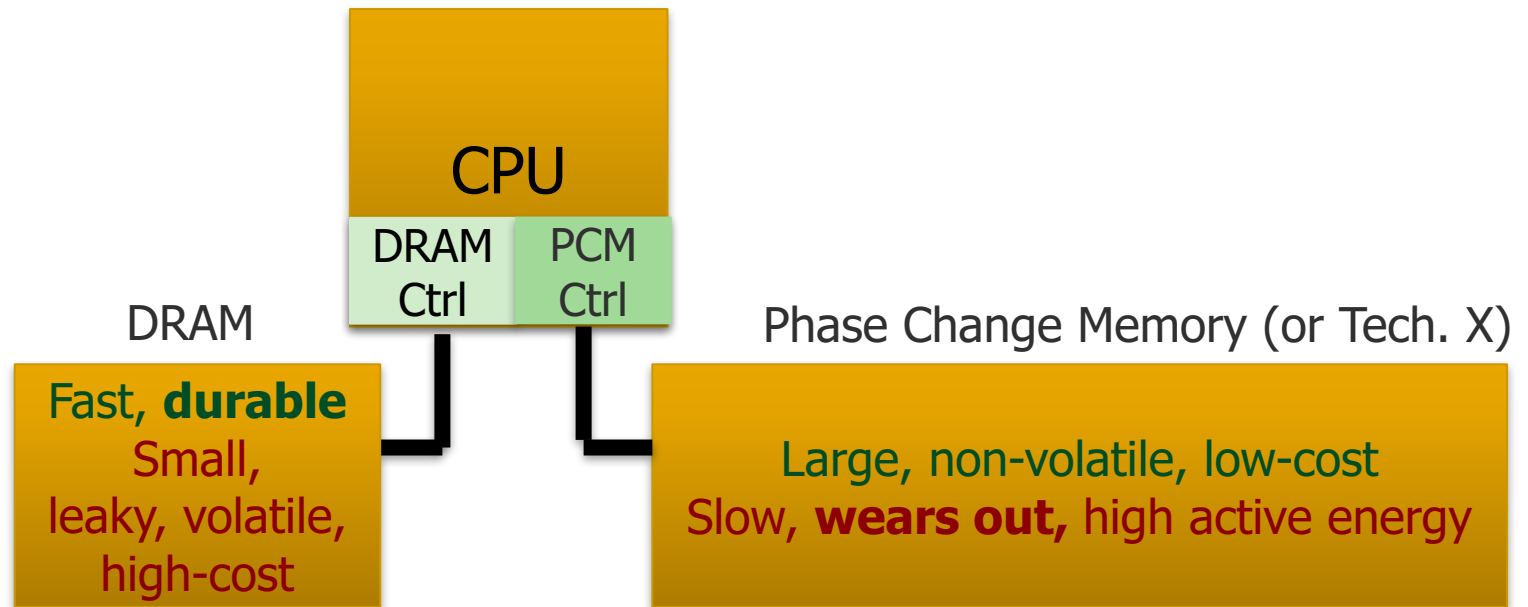 CPU
DRAM
Ctrl
PCM
Ctrl
DRAM
Fast, durable
Small,
leaky, volatile,
high-cost
Phase Change Memory (or Tech. X)
Large, non-volatile, low-cost
Slow, wears out, high active energy